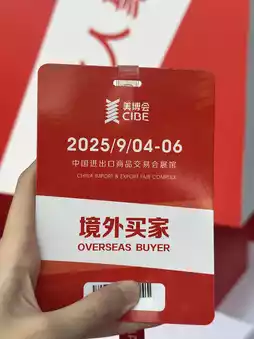 美博会
CIBE
2025/9/04-06
中国进出口商品交易会展馆
CHINA IMPORT & EXPORT FAIR COMPLEX
境外买家
OVERSEAS BUYER